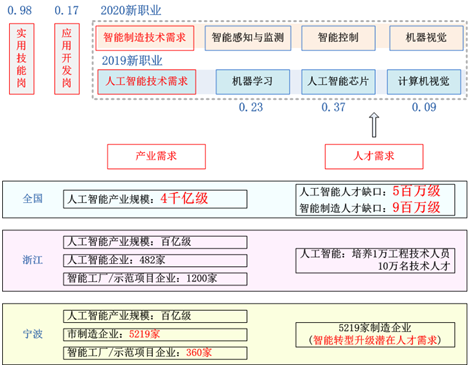 0.98
0.17
2020新职业
实用技能岗
应用开发岗
智能制造技术需求
智能感知与监测
智能控制
机器视觉
2019新职业
人工智能技术需求
机器学习
人工智能芯片
计算机视觉
0.23
0.37
0.09
产业需求
人才需求
全国
人工智能产业规模：4千亿级
人工智能人才缺口：5百万级
智能制造人才缺口：9百万级
浙江
人工智能产业规模：百亿级
人工智能企业：482家
智能工厂/示范项目企业：1200家
人工智能：培养1万工程技术人员
10万名技术人才
宁波
人工智能产业规模：百亿级
市制造企业：5219家
智能工厂/示范项目企业：360家
5219家制造企业
(智能转型升级潜在人才需求)